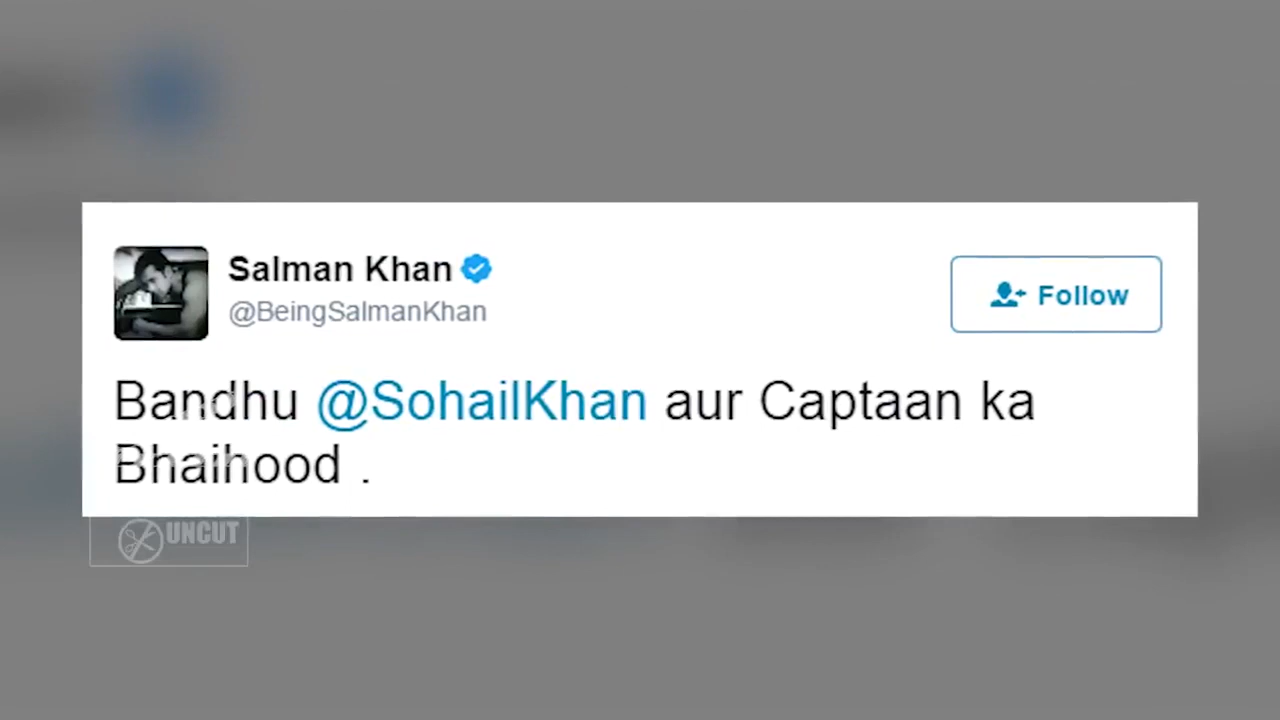 Salman Khan
@BeingSalmanKhan
Follow
Bandhu @SohailKhan aur Captaan ka
Bhaihood .
UNCUT